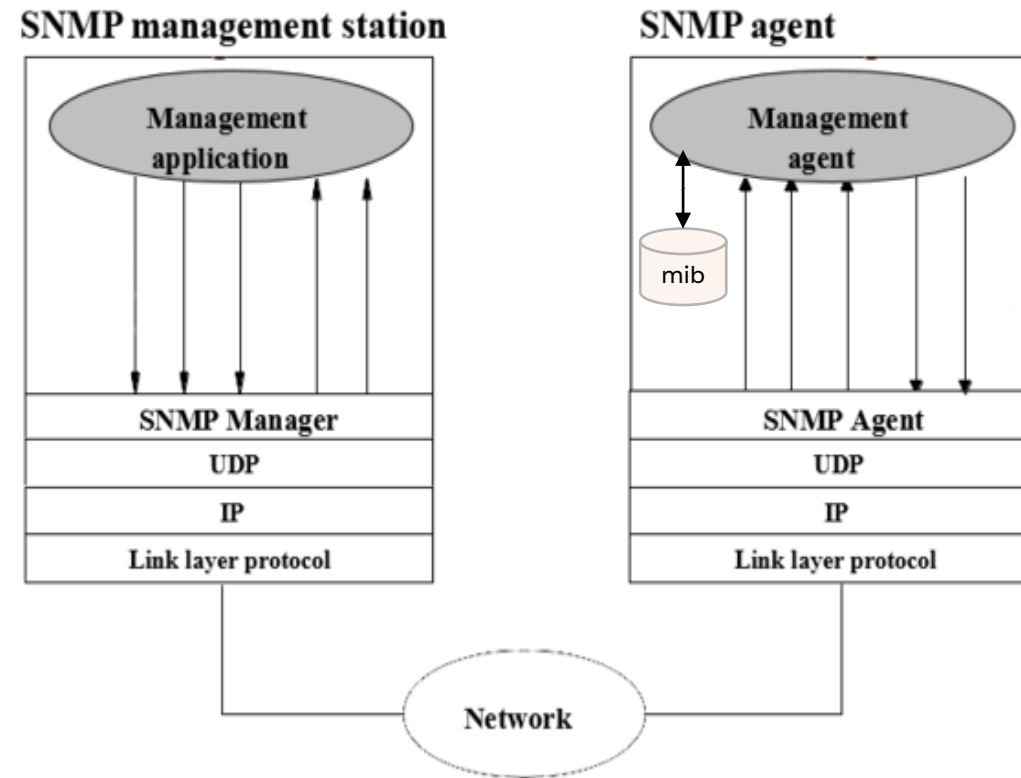 SNMP management station
Management
application
SNMP Manager
UDP
IP
Link layer protocol
SNMP agent
Management
agent
mib
SNMP Agent
UDP
IP
Link layer protocol
Network